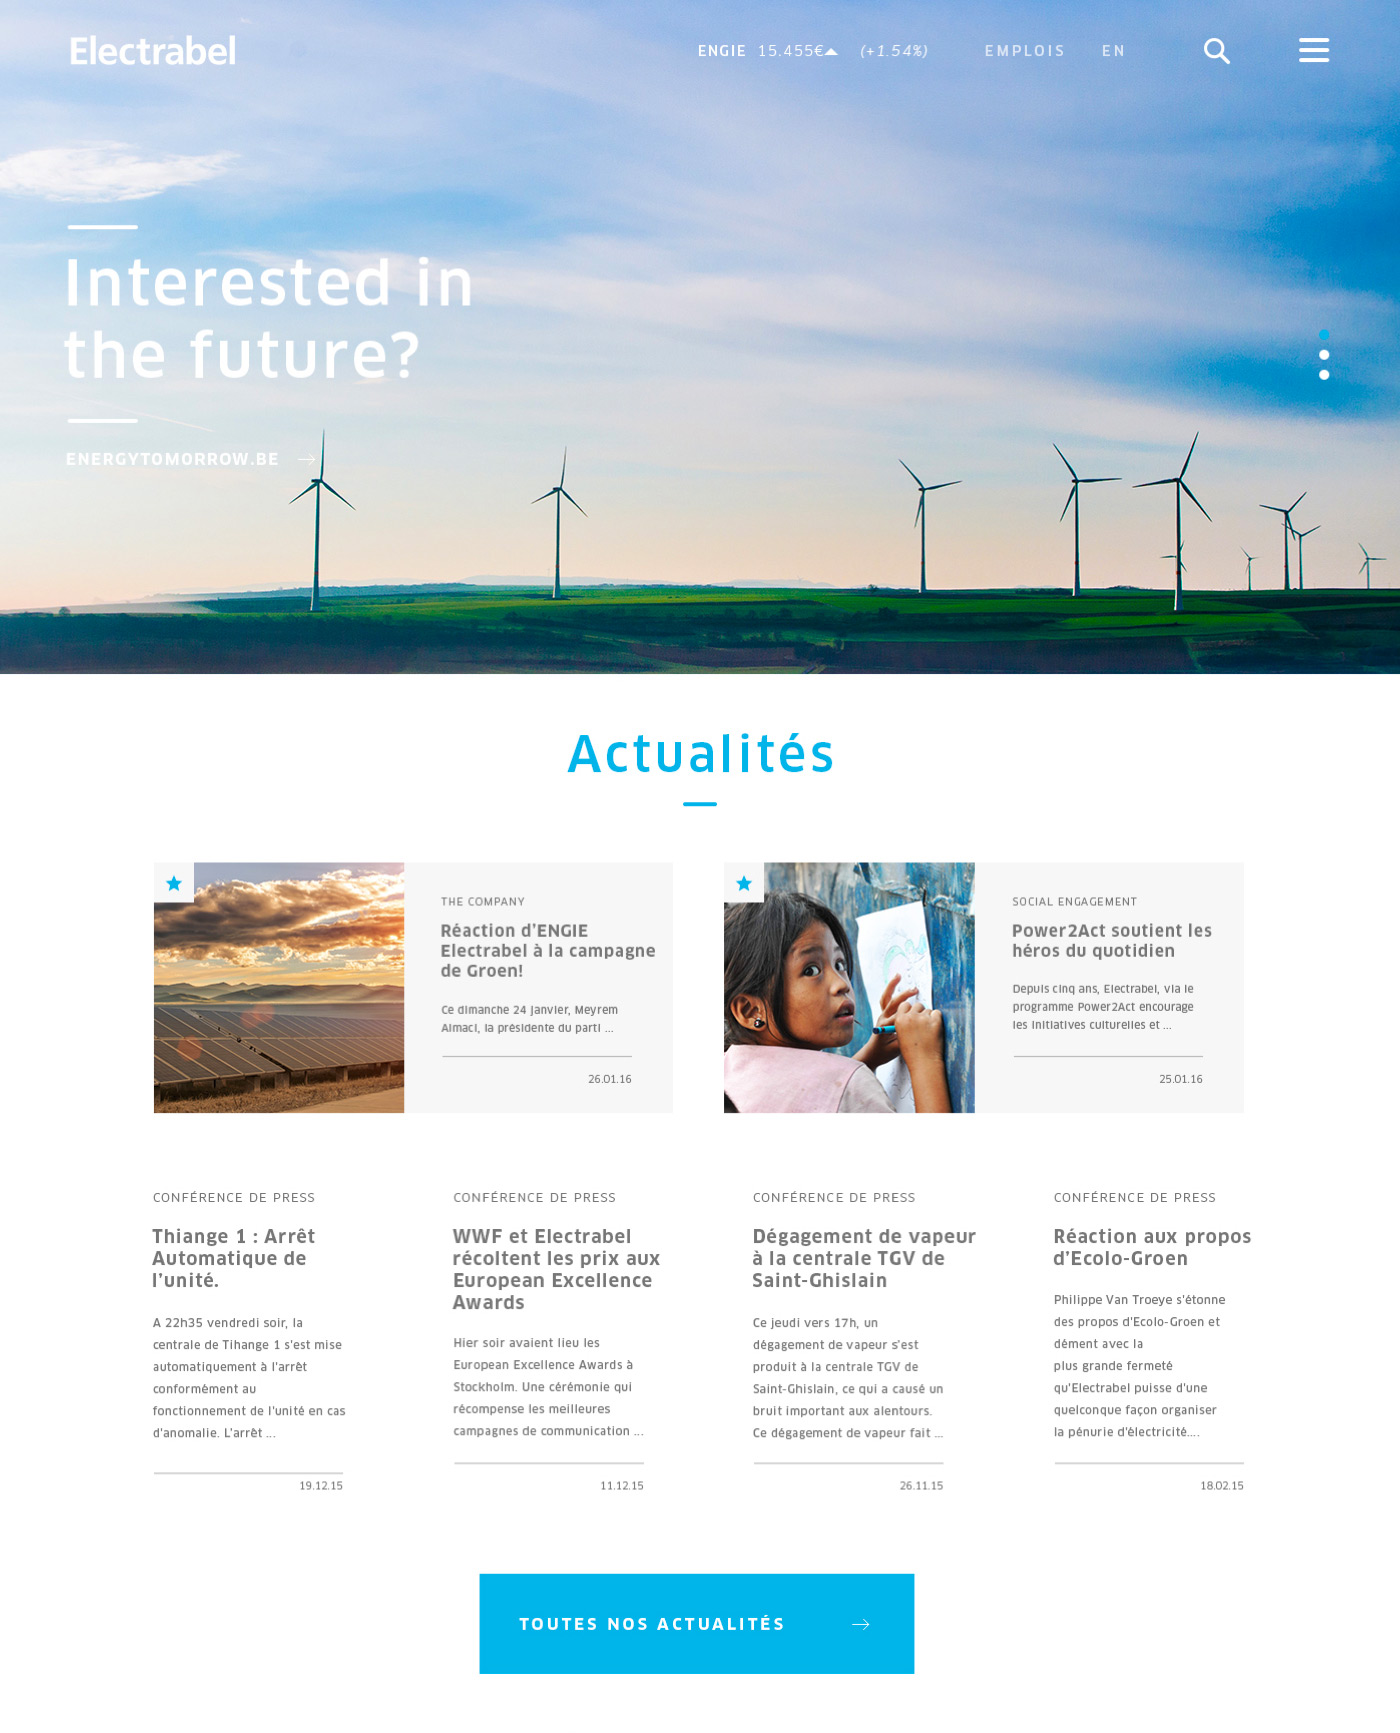 Electrabel
ENGIE 15.455€ (+1.54%) EMPLOIS EN
Interested in
the future?
ENERGYTOMORROW.BE
Actualités
THE COMPANY
Réaction d'ENGIE
Electrabel à la campagne
de Groen!
Ce dimanche 24 janvier, Meyrem
Almaci, la présidente du parti ...
26.01.16
SOCIAL ENGAGEMENT
Power2Act soutient les
héros du quotidien
Depuis cinq ans, Electrabel, via le
programme Power2Act encourage
les initiatives culturelles et ...
25.01.16
CONFÉRENCE DE PRESS
Thiange 1 : Arrêt
Automatique de
l'unité.
A 22h35 vendredi soir, la
centrale de Tihange 1 s'est mise
automatiquement à l'arrêt
conformément au
fonctionnement de l'unité en cas
d'anomalie. L'arrêt ...
19.12.15
CONFÉRENCE DE PRESS
WWF et Electrabel
récoltent les prix aux
European Excellence
Awards
Hier soir avaient lieu les
European Excellence Awards à
Stockholm. Une cérémonie qui
récompense les meilleures
campagnes de communication ...
11.12.15
CONFÉRENCE DE PRESS
Dégagement de vapeur
à la centrale TGV de
Saint-Ghislain
Ce jeudi vers 17h, un
dégagement de vapeur s'est
produit à la centrale TGV de
Saint-Ghislain, ce qui a causé un
bruit important aux alentours.
Ce dégagement de vapeur fait ...
26.11.15
CONFÉRENCE DE PRESS
Réaction aux propos
d'Ecolo-Groen
Philippe Van Troeye s'étonne
des propos d'Ecolo-Groen et
dément avec la
plus grande fermeté
qu'Electrabel puisse d'une
quelconque façon organiser
la pénurie d'électricité....
18.02.15
TOUTES NOS ACTUALITÉS